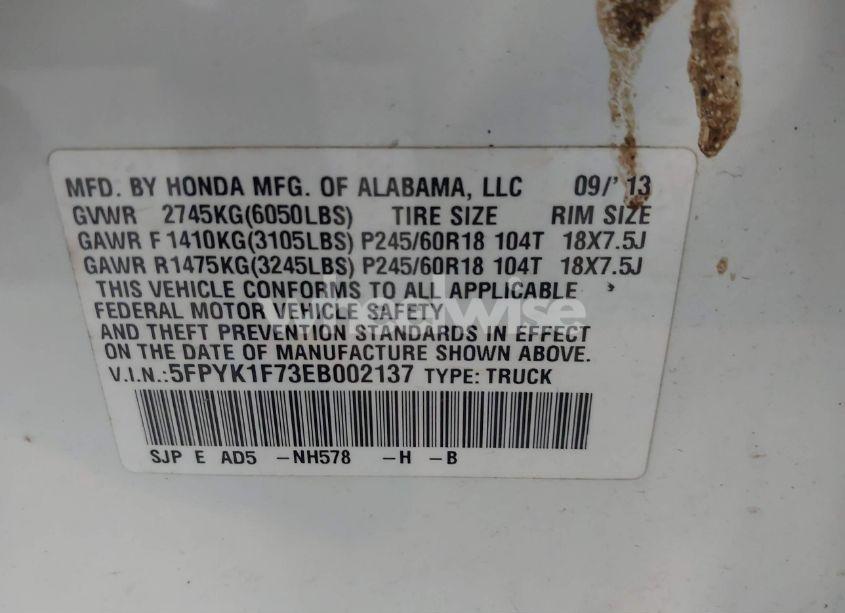 MFD. BY HONDA MFG. OF ALABAMA, LLC 09/'13
GVWR 2745KG(6050LBS) TIRE SIZE RIM SIZE
GAWR F1410KG(3105LBS) P245/60R18 104T 18X7.5J
GAWR R1475KG(3245LBS) P245/60R18 104T 18X7.5J
THIS VEHICLE CONFORMS TO ALL APPLICABLE
FEDERAL MOTOR VEHICLE SAFETY
AND THEFT PREVENTION STANDARDS IN EFFECT
ON THE DATE OF MANUFACTURE SHOWN ABOVE.
V.I.N.:5FPYK1F73EB002137 TYPE:TRUCK
SJP E AD5 -NH578 -H -B